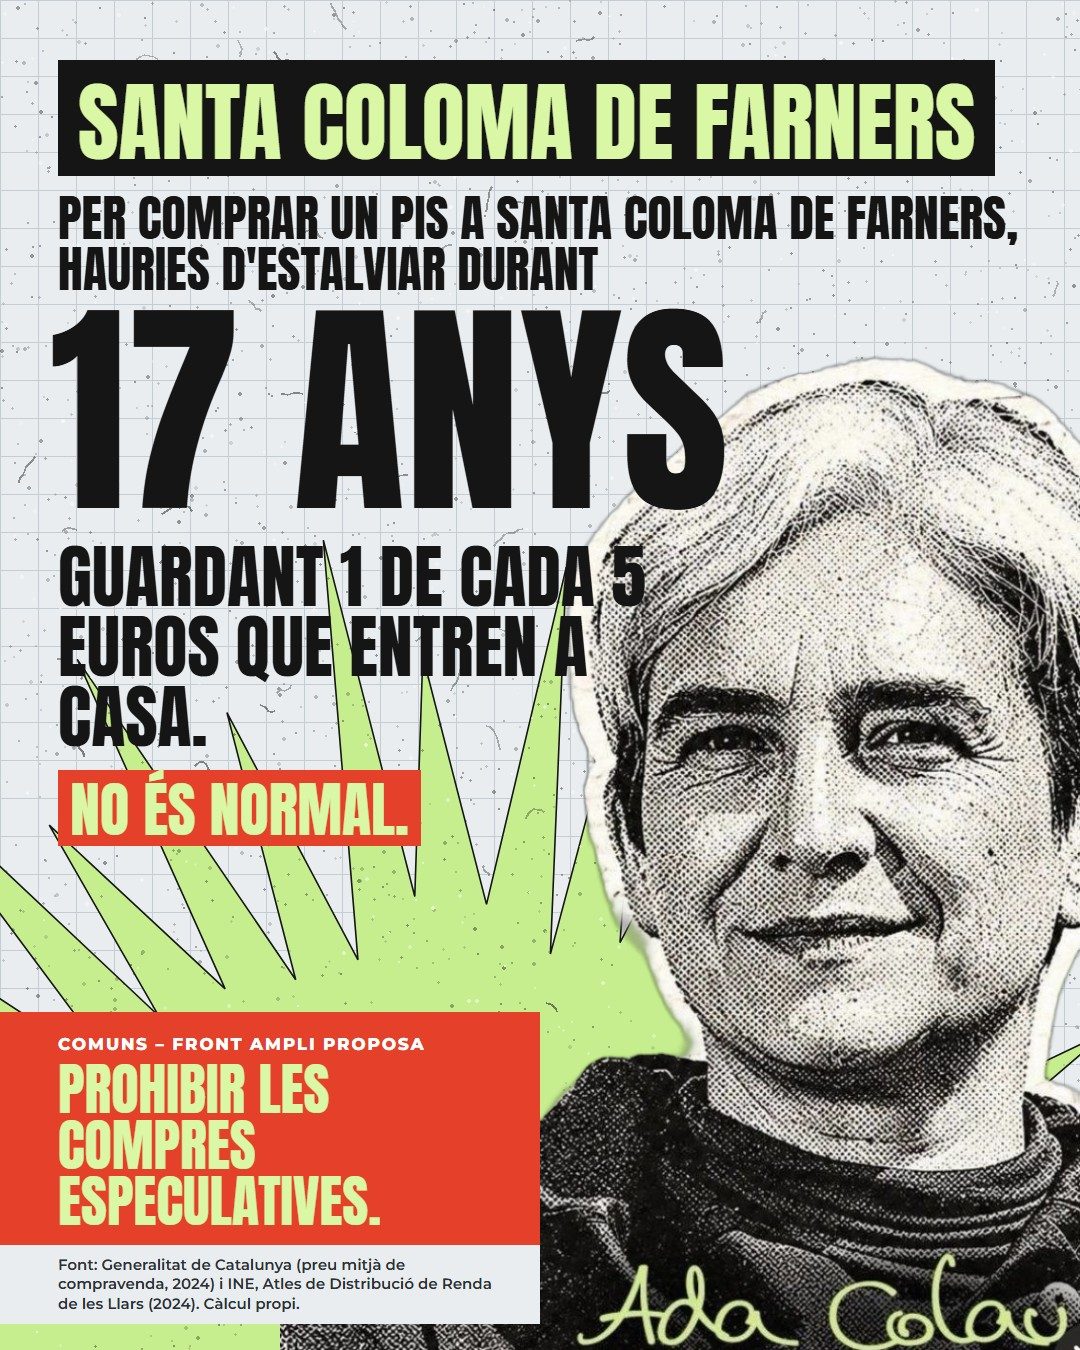 SANTA COLOMA DE FARNERS
PER COMPRAR UN PIS A SANTA COLOMA DE FARNERS,
HAURIES D'ESTALVIAR DURANT
17 ANYS
GUARDANT 1 DE CADA 5
EUROS QUE ENTREN A
CASA.
NO ÉS NORMAL.
COMUNS – FRONT AMPLI PROPOSA
PROHIBIR LES
COMPRES
ESPECULATIVES.
Font: Generalitat de Catalunya (preu mitjà de
compravenda, 2024) i INE, Atles de Distribució de Renda
de les Llars (2024). Càlcul propi.
Ada Colau